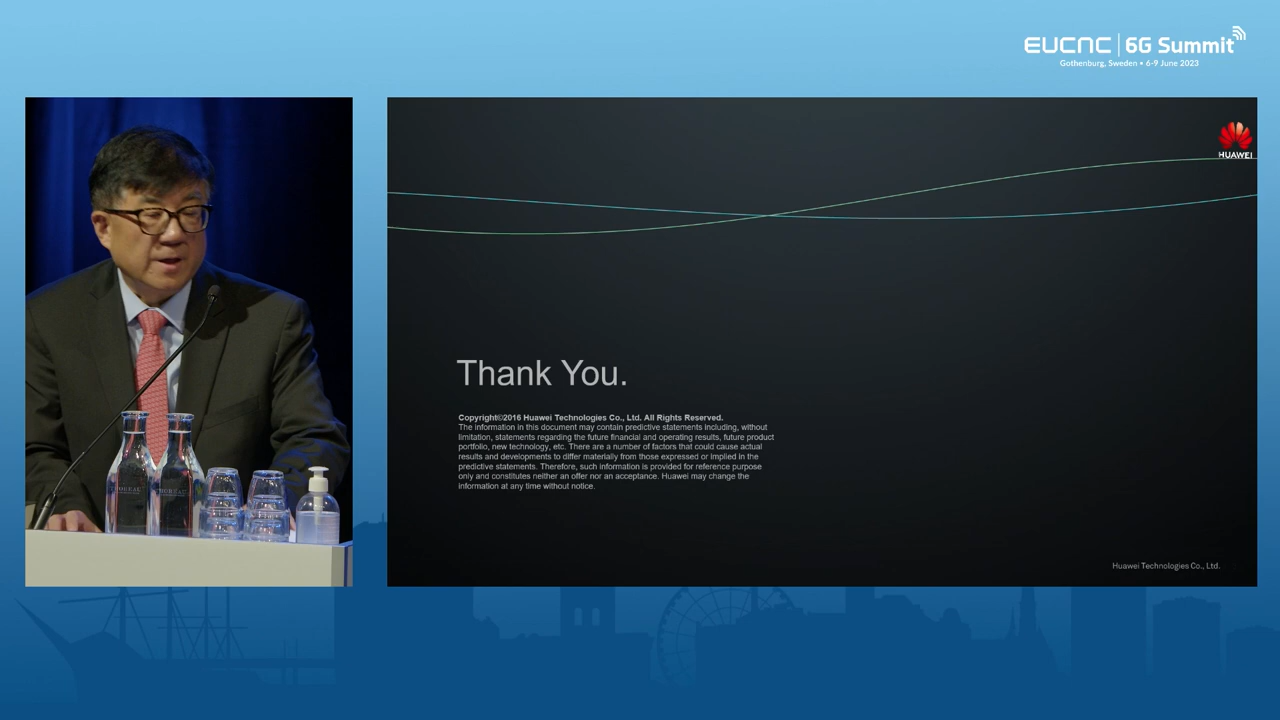 EUCNC | 6G Summit
Gothenburg, Sweden • 6-9 June 2023
HUAWEI
Thank You.
Copyright©2016 Huawei Technologies Co., Ltd. All Rights Reserved.
The information in this document may contain predictive statements including, without
limitation, statements regarding the future financial and operating results, future product
portfolio, new technology, etc. There are a number of factors that could cause actual
results and developments to differ materially from those expressed or implied in the
predictive statements. Therefore, such information is provided for reference purpose
only and constitutes neither an offer nor an acceptance. Huawei may change the
information at any time without notice.
Huawei Technologies Co., Ltd.